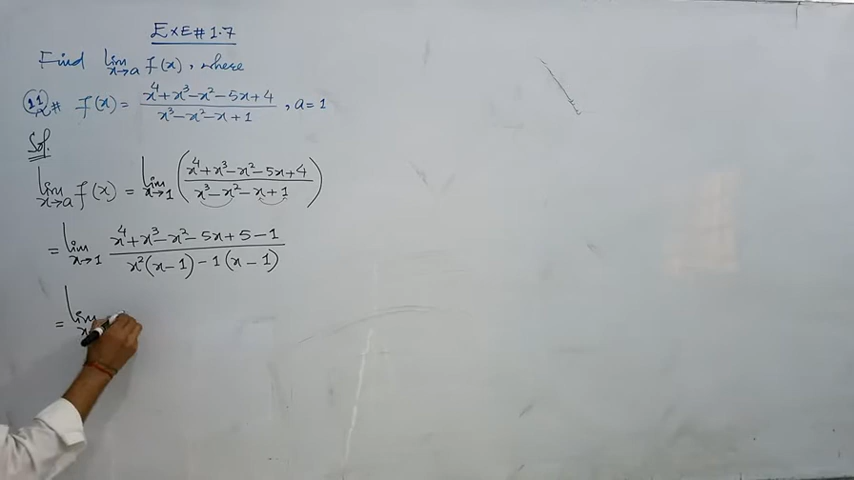 EXE# 1.7
Find lim x→a f(x), where
11 # f(x) = (x⁴+x³-x²-5x+4)/(x³-x²-x+1), a=1
Sol.
lim x→a f(x) = lim x→1 ((x⁴+x³-x²-5x+4)/(x³-x²-x+1))
= lim x→1 (x⁴+x³-x²-5x+5-1)/(x²(x-1)-1(x-1))
= lim